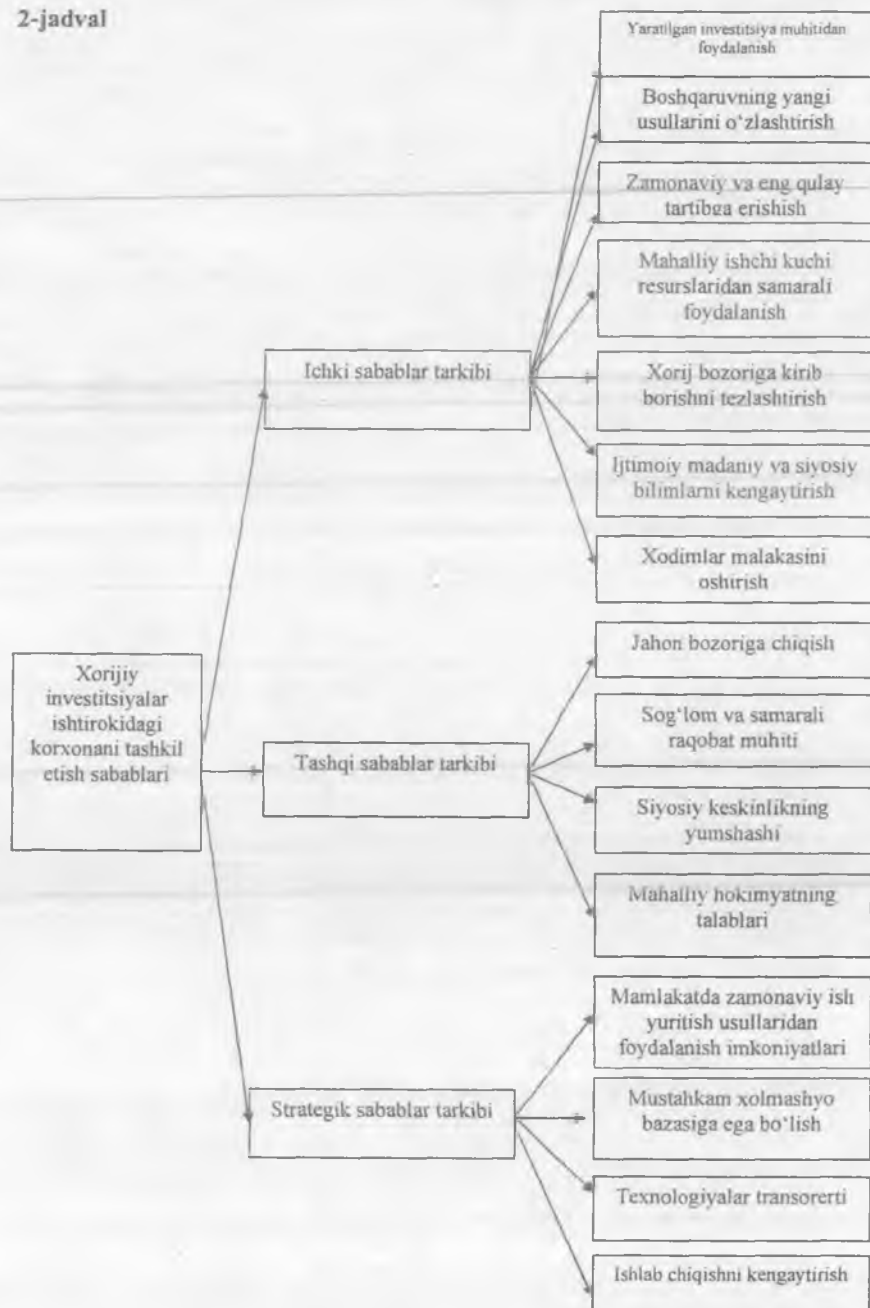 2-jadval
Yaratilgan investitsiya muhitidan
foydalanish
Boshqaruvning yangi
usullarini o‘zlashtirish
Zamonaviy va eng qulay
tartibga erishish
Mahalliy ishchi kuchi
resurslaridan samarali
foydalanish
Ichki sabablar tarkibi
Xorij bozoriga kirib
borishni tezlashtirish
Ijtimoiy madaniy va siyosiy
bilimlarni kengaytirish
Xodimlar malakasini
oshirish
Xorijiy
investitsiyalar
ishtirokidagi
korxonani tashkil
etish sabablari
Jahon bozoriga chiqish
Sog‘lom va samarali
raqobat muhiti
Tashqi sabablar tarkibi
Siyosiy keskinlikning
yumshashi
Mahalliy hokimyatning
talablari
Mamlakatda zamonaviy ish
yuritish usullaridan
foydalanish imkoniyatlari
Strategik sabablar tarkibi
Mustahkam xolmashyo
bazasiga ega bo‘lish
Texnologiyalar transorerti
Ishlab chiqishni kengaytirish